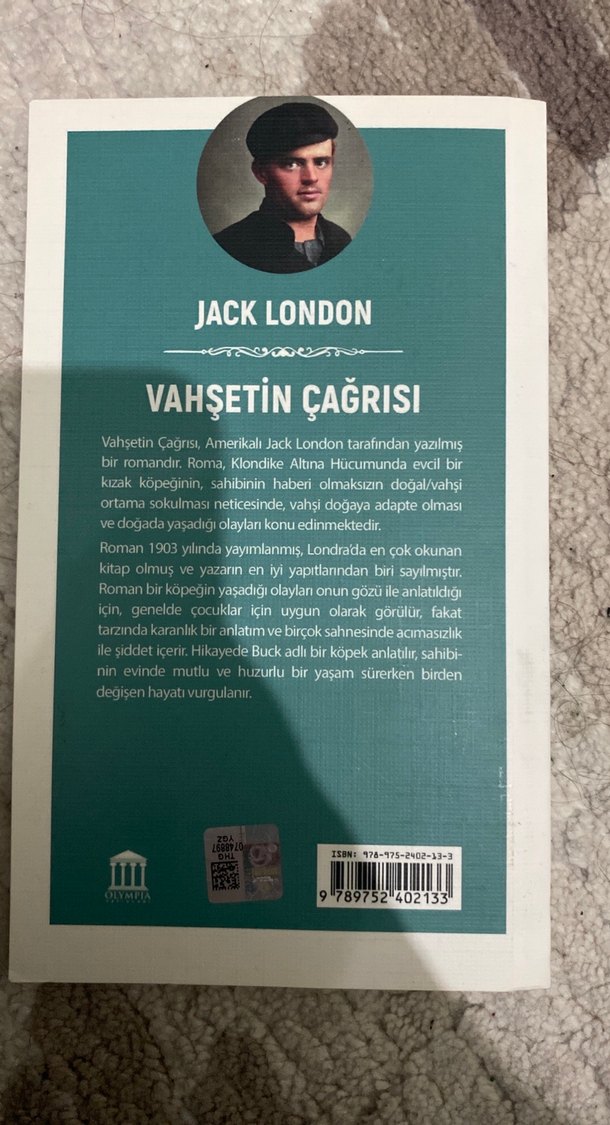 JACK LONDON
VAHŞETİN ÇAĞRISI
Vahşetin Çağrısı, Amerikalı Jack London tarafından yazılmış
bir romandır. Roma, Klondike Altına Hücumunda evcil bir
kızak köpeğinin, sahibinin haberi olmaksızın doğal/vahşi
ortama sokulması neticesinde, vahşi doğaya adapte olması
ve doğada yaşadığı olayları konu edinmektedir.
Roman 1903 yılında yayımlanmış, Londra'da en çok okunan
kitap olmuş ve yazarın en iyi yapıtlarından biri sayılmıştır.
Roman bir köpeğin yaşadığı olayları onun gözü ile anlatıldığı
için, genelde çocuklar için uygun olarak görülür, fakat
tarzında karanlık bir anlatım ve birçok sahnesinde acımasızlık
ile şiddet içerir. Hikayede Buck adlı bir köpek anlatılır, sahibi-
nin evinde mutlu ve huzurlu bir yaşam sürerken birden
değişen hayatı vurgulanır.
OLYMPIA
YAYINLARI
THG
YGZ
0748897
ISBN: 978-975-2402-13-3
9 789752 402133